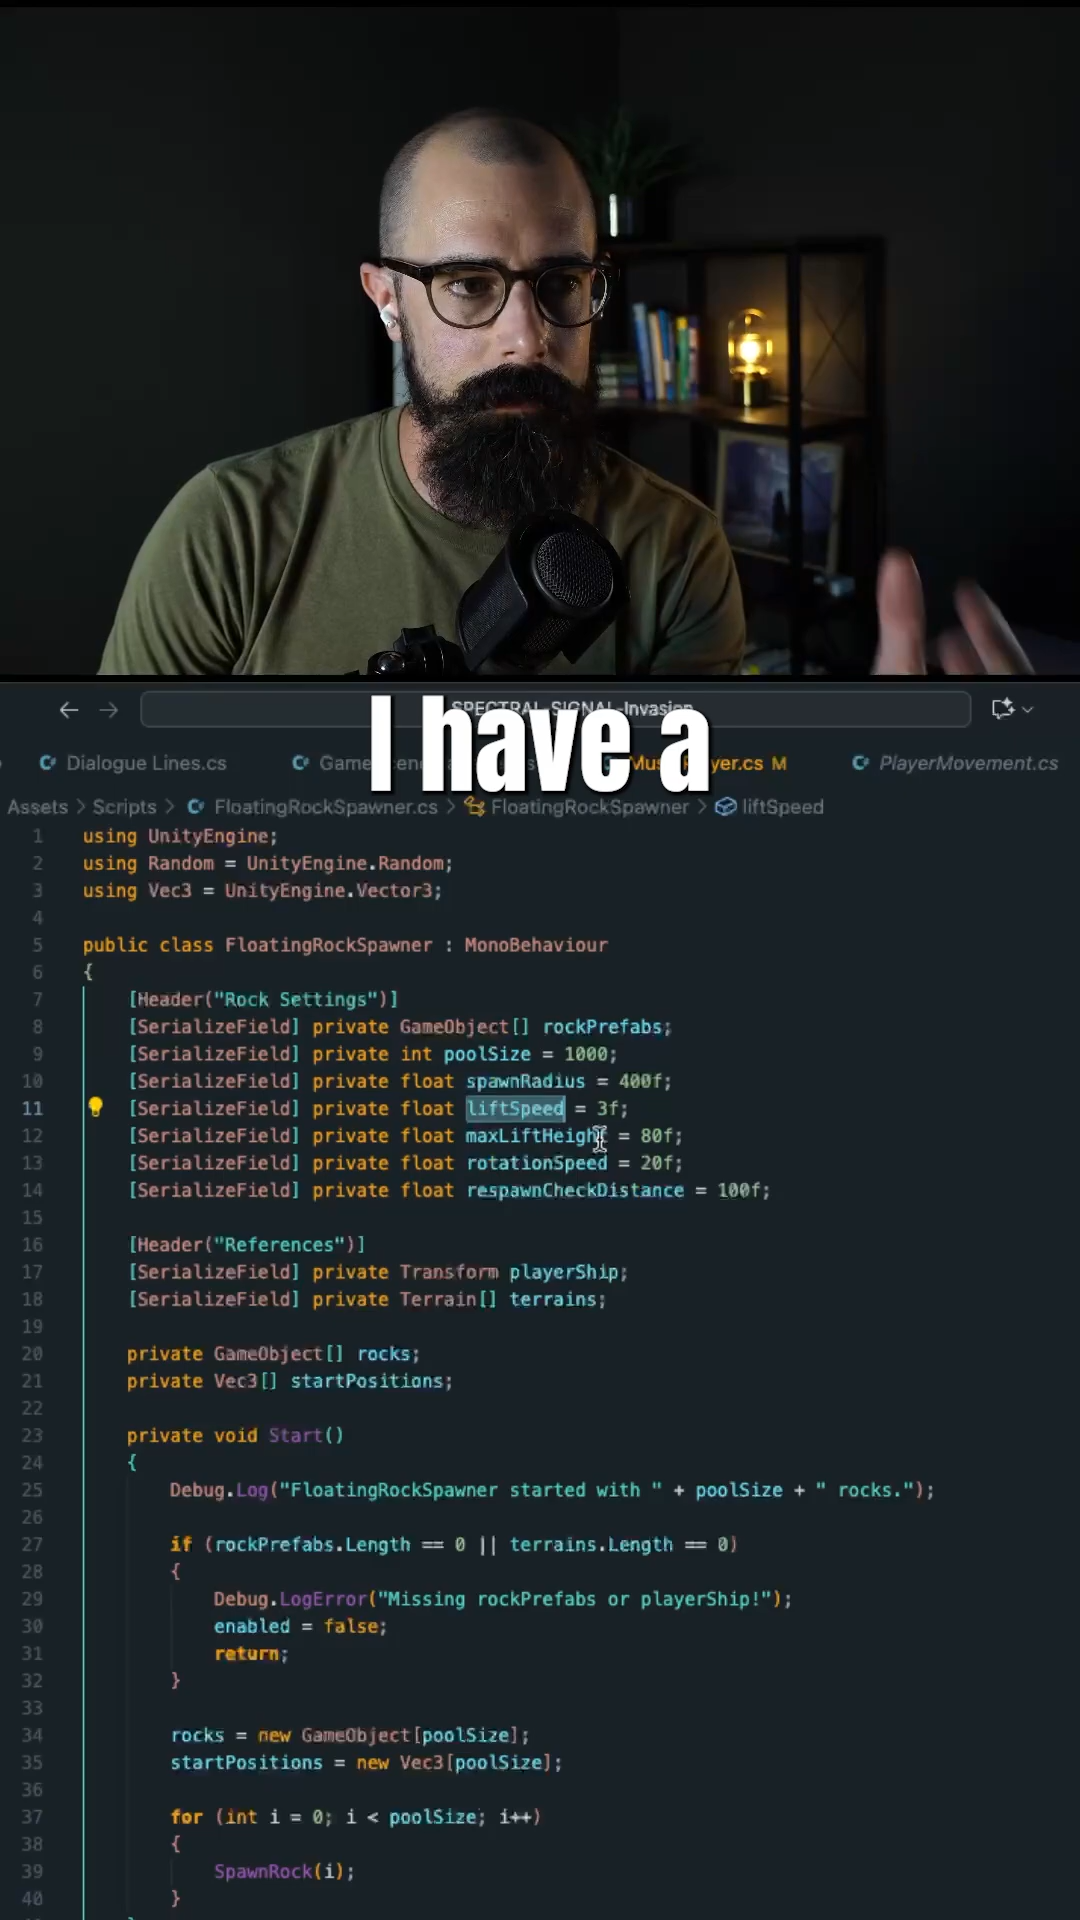 SPECTRAL-SIGNAL-Invasion
I have a
Dialogue Lines.cs
Player.cs M
PlayerMovement.cs
Assets > Scripts > FloatingRockSpawner.cs > FloatingRockSpawner > liftSpeed
1 using UnityEngine;
2 using Random = UnityEngine.Random;
3 using Vec3 = UnityEngine.Vector3;
4
5 public class FloatingRockSpawner : MonoBehaviour
6 {
7 [Header("Rock Settings")]
8 [SerializeField] private GameObject[] rockPrefabs;
9 [SerializeField] private int poolSize = 1000;
10 [SerializeField] private float spawnRadius = 400f;
11 [SerializeField] private float liftSpeed = 3f;
12 [SerializeField] private float maxLiftHeight = 80f;
13 [SerializeField] private float rotationSpeed = 20f;
14 [SerializeField] private float respawnCheckDistance = 100f;
15
16 [Header("References")]
17 [SerializeField] private Transform playerShip;
18 [SerializeField] private Terrain[] terrains;
19
20 private GameObject[] rocks;
21 private Vec3[] startPositions;
22
23 private void Start()
24 {
25 Debug.Log("FloatingRockSpawner started with " + poolSize + " rocks.");
26
27 if (rockPrefabs.Length == 0 || terrains.Length == 0)
28 {
29 Debug.LogError("Missing rockPrefabs or playerShip!");
30 enabled = false;
31 return;
32 }
33
34 rocks = new GameObject[poolSize];
35 startPositions = new Vec3[poolSize];
36
37 for (int i = 0; i < poolSize; i++)
38 {
39 SpawnRock(i);
40 }